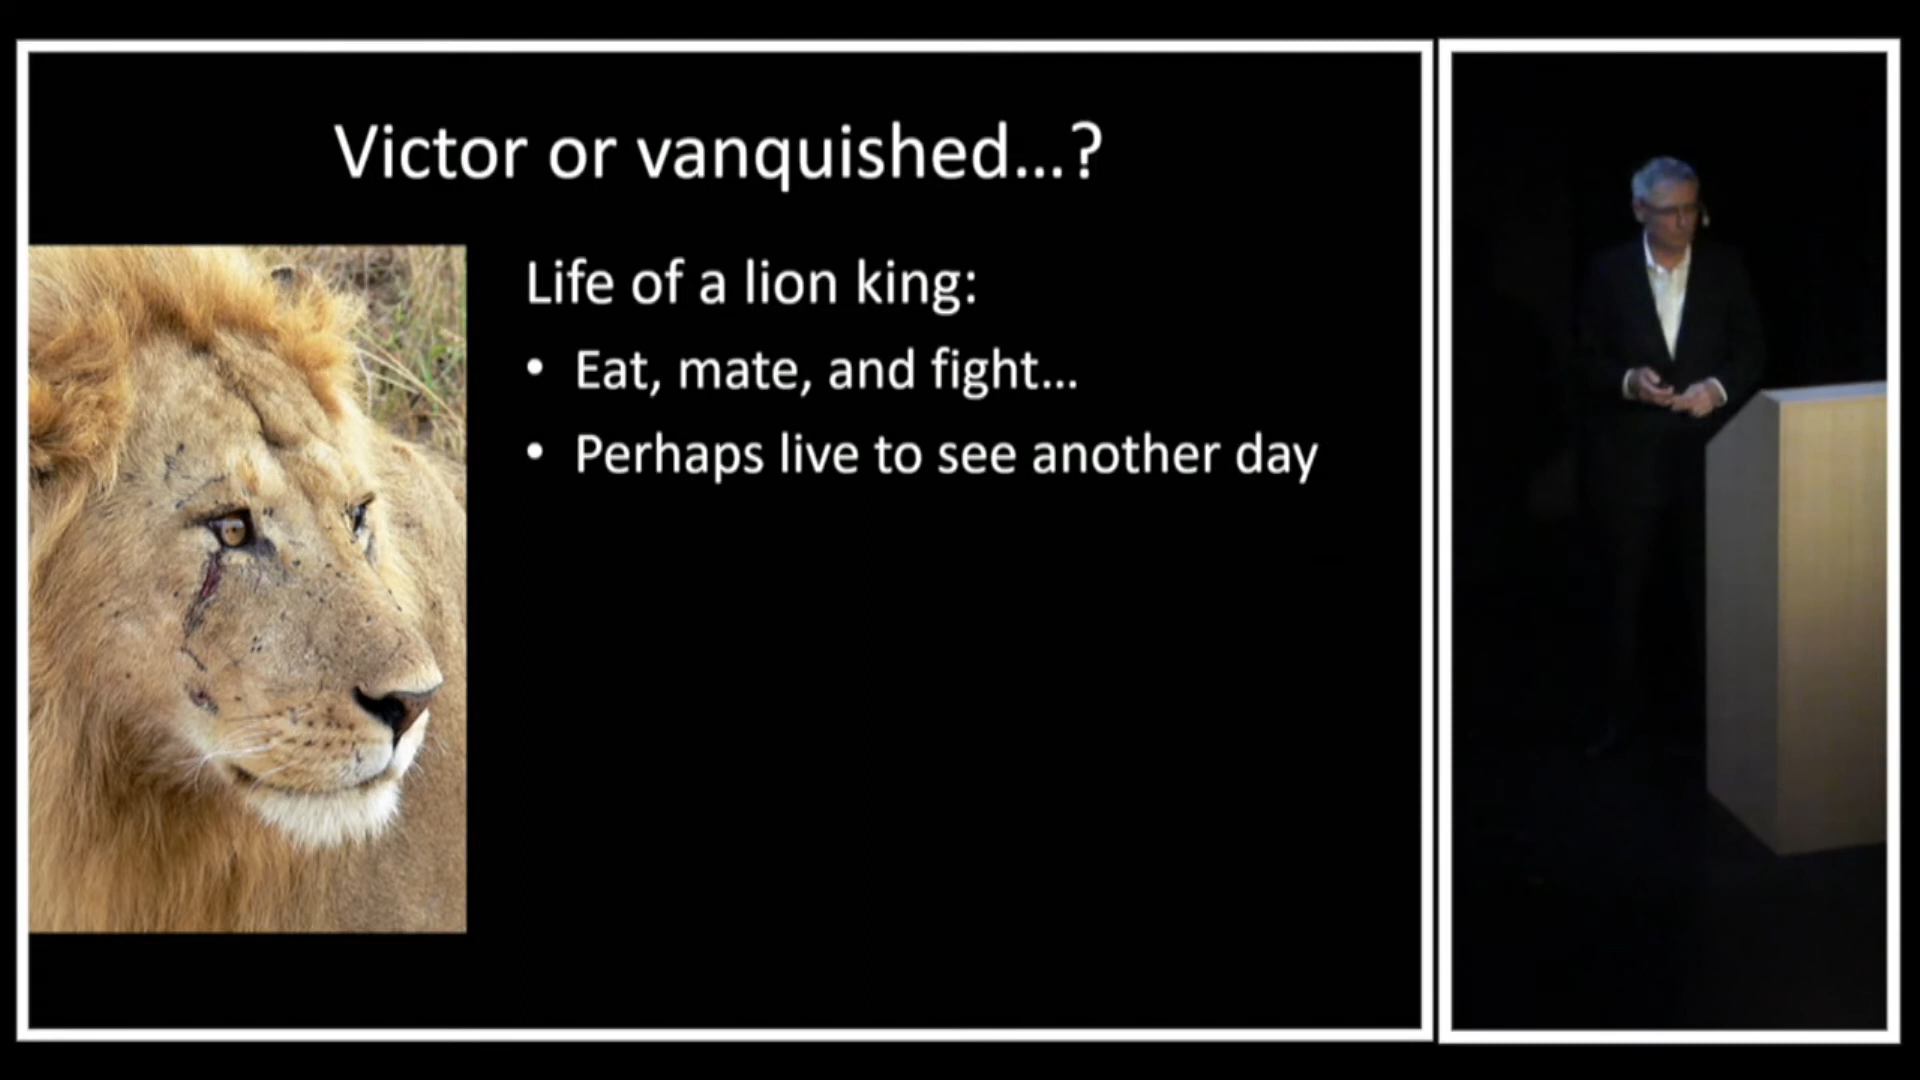 Victor or vanquished...?
Life of a lion king:
• Eat, mate, and fight...
• Perhaps live to see another day